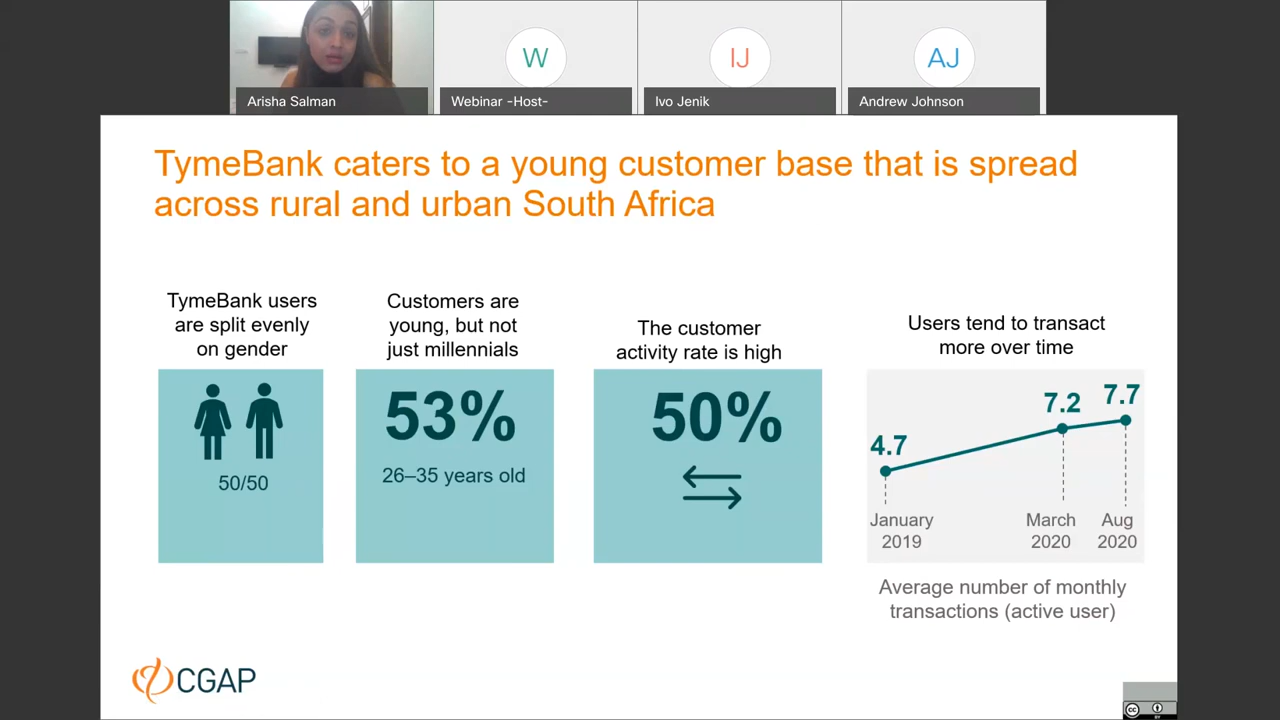 Arisha Salman
W
Webinar -Host-
IJ
Ivo Jenik
AJ
Andrew Johnson
TymeBank caters to a young customer base that is spread
across rural and urban South Africa
TymeBank users
are split evenly
on gender
50/50
Customers are
young, but not
just millennials
53%
26–35 years old
The customer
activity rate is high
50%
Users tend to transact
more over time
4.7
7.2
7.7
January
2019
March
2020
Aug
2020
Average number of monthly
transactions (active user)
CGAP
cc
BY